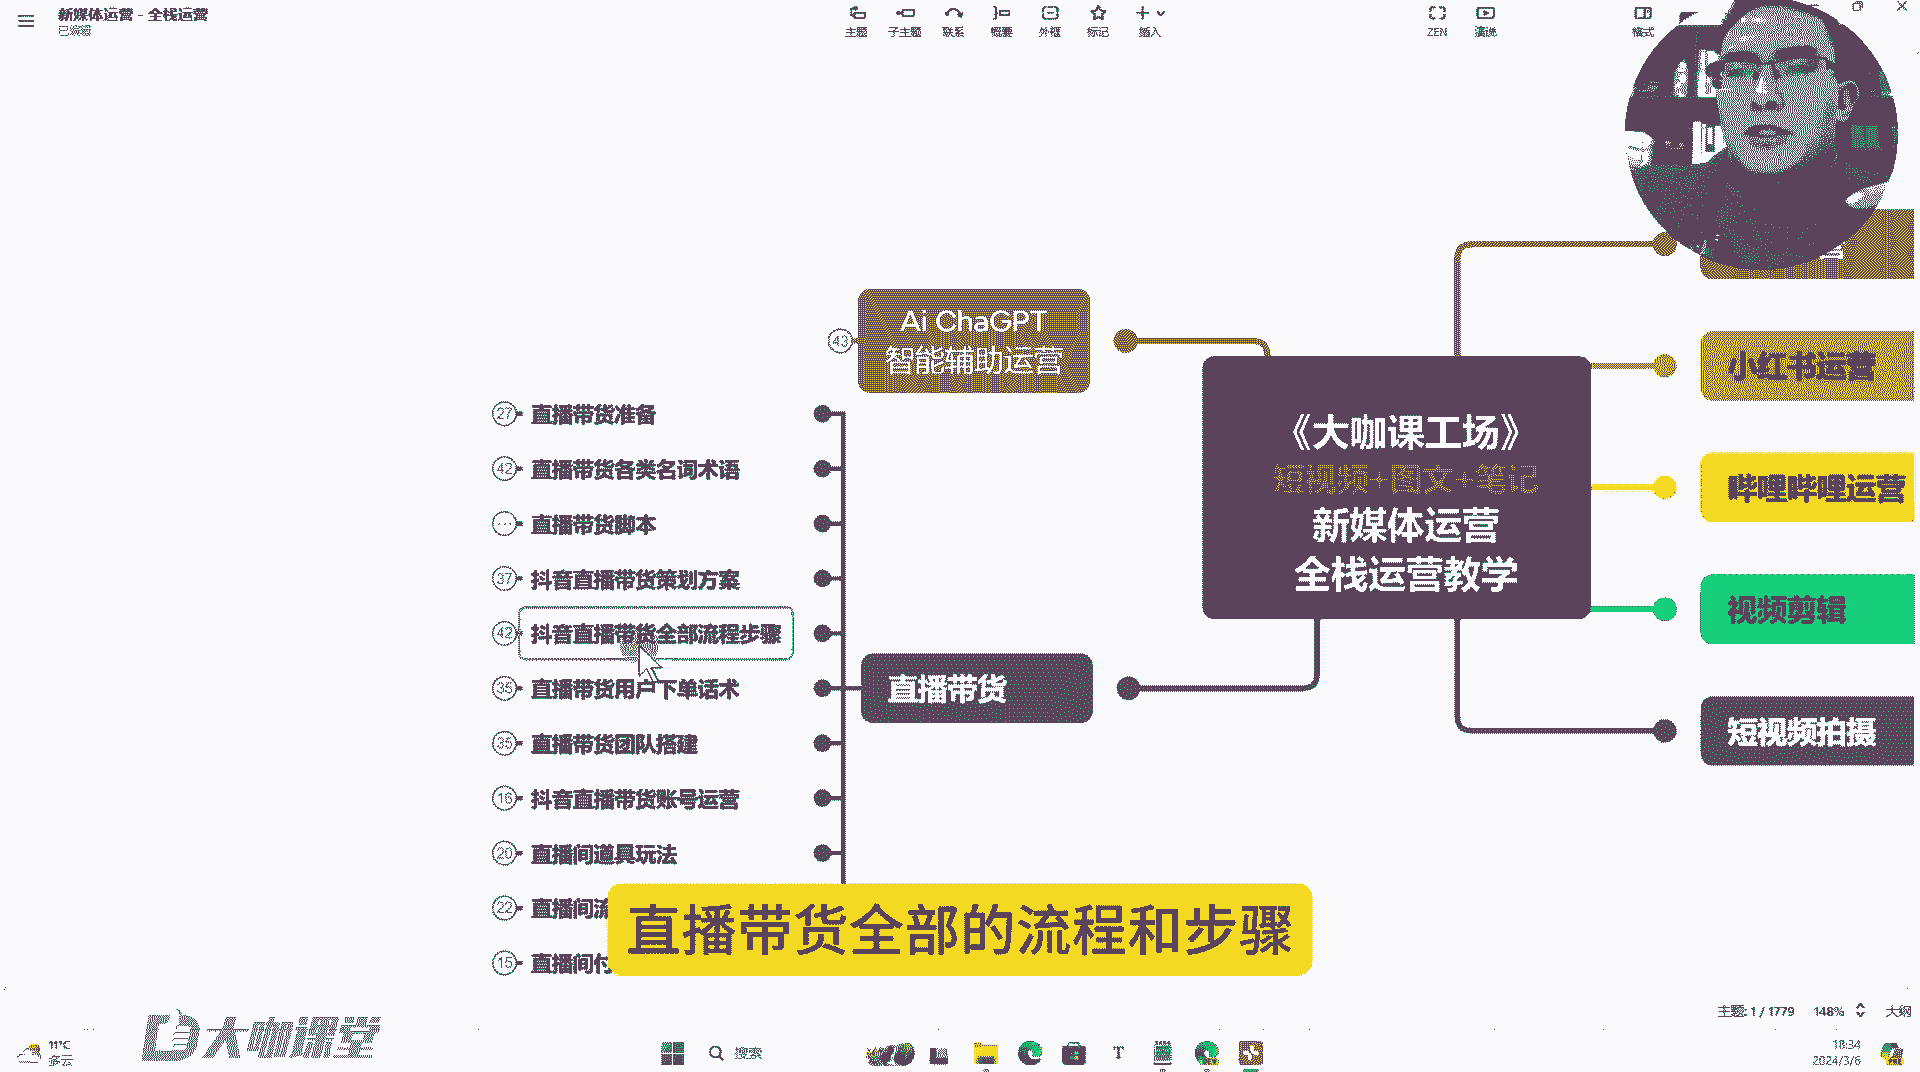 新媒体运营 - 全栈运营
已编辑
主题
子主题
联系
概要
外框
标记
插入
ZEN
演说
格式
Ai ChaGPT
智能辅助运营
43
27 直播带货准备
42 直播带货各类名词术语
直播带货脚本
37 抖音直播带货策划方案
42 抖音直播带货全部流程步骤
35 直播带货用户下单话术
35 直播带货团队搭建
16 抖音直播带货账号运营
20 直播间道具玩法
22 直播间流
15 直播间付
直播带货
《大咖课工场》
短视频+图文+笔记
新媒体运营
全栈运营教学
小红书运营
哔哩哔哩运营
视频剪辑
短视频拍摄
直播带货全部的流程和步骤
大咖课堂
主题: 1 / 1779
148%
大纲
11°C
多云
搜索
18:34
2024/3/6